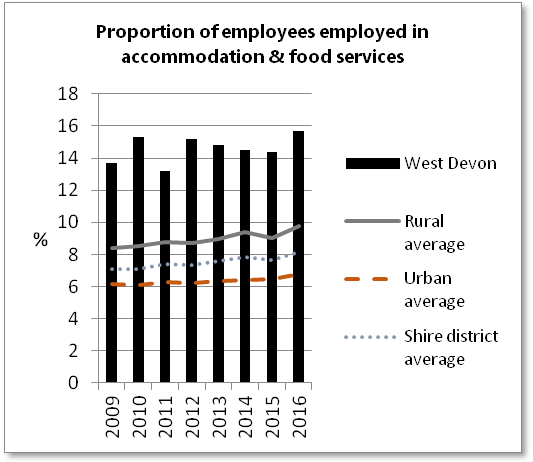 Proportion of employees employed in
accommodation & food services
18
16
14
12
10
8
6
4
2
0
%
2009
2010
2011
2012
2013
2014
2015
2016
West Devon
Rural
average
Urban
average
Shire district
average